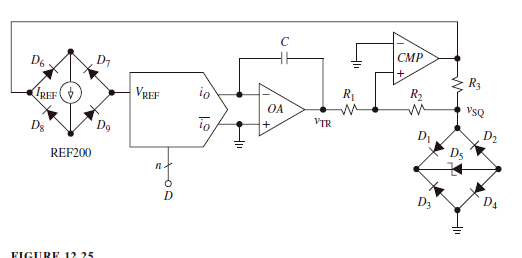 C
D6
D7
CMP
−
+
IREF
VREF
iO
−
OA
+
R1
R2
R3
vTR
vSQ
D8
D9
iO
D1
D2
D5
REF200
n
D
D3
D4
FIGURE 12.25